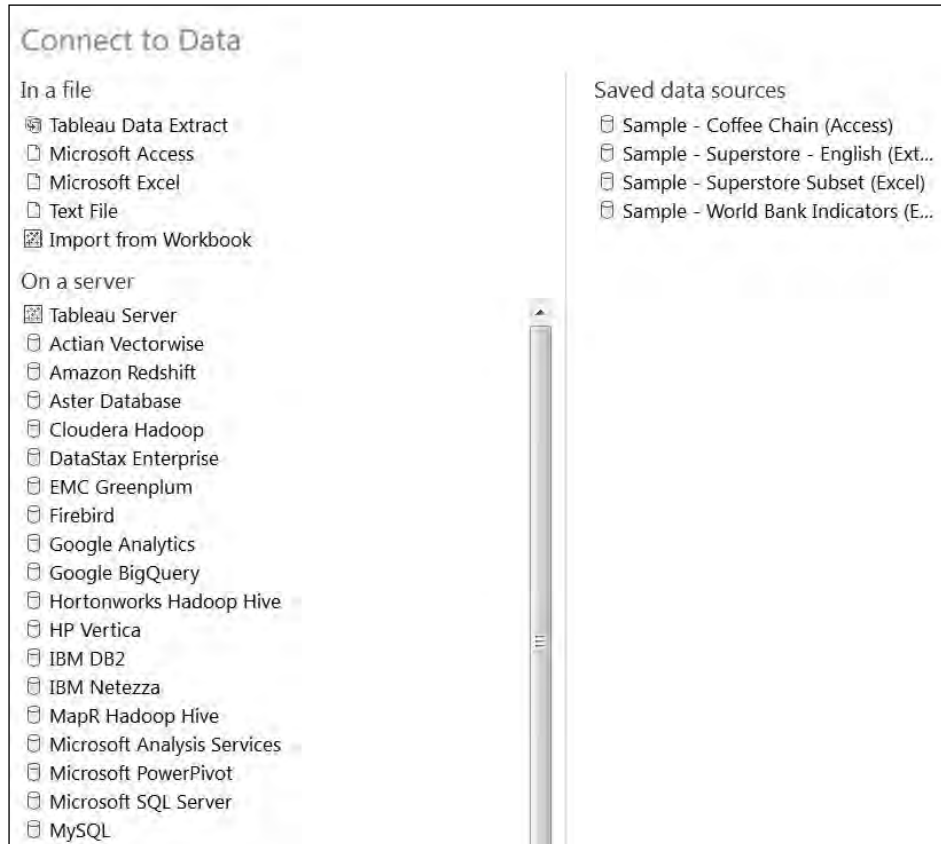 Connect to Data
In a file
Tableau Data Extract
Microsoft Access
Microsoft Excel
Text File
Import from Workbook
On a server
Tableau Server
Actian Vectorwise
Amazon Redshift
Aster Database
Cloudera Hadoop
DataStax Enterprise
EMC Greenplum
Firebird
Google Analytics
Google BigQuery
Hortonworks Hadoop Hive
HP Vertica
IBM DB2
IBM Netezza
MapR Hadoop Hive
Microsoft Analysis Services
Microsoft PowerPivot
Microsoft SQL Server
MySQL
Saved data sources
Sample - Coffee Chain (Access)
Sample - Superstore - English (Ext...
Sample - Superstore Subset (Excel)
Sample - World Bank Indicators (E...